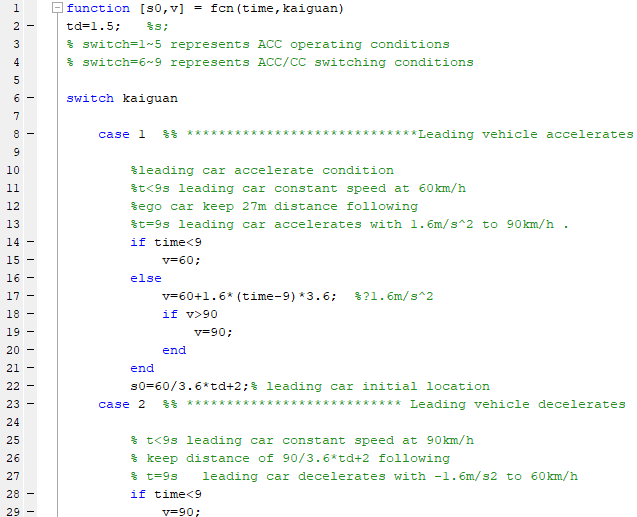 1 function [s0,v] = fcn(time,kaiguan)
2 – td=1.5; %s;
3 % switch=1~5 represents ACC operating conditions
4 % switch=6~9 represents ACC/CC switching conditions
5
6 – switch kaiguan
7
8 – case 1 %% *****************************Leading vehicle accelerates
9
10 %leading car accelerate condition
11 %t<9s leading car constant speed at 60km/h
12 %ego car keep 27m distance following
13 %t=9s leading car accelerates with 1.6m/s^2 to 90km/h .
14 – if time<9
15 – v=60;
16 – else
17 – v=60+1.6*(time-9)*3.6; %?1.6m/s^2
18 – if v>90
19 – v=90;
20 – end
21 – end
22 – s0=60/3.6*td+2;% leading car initial location
23 – case 2 %% *************************** Leading vehicle decelerates
24
25 % t<9s leading car constant speed at 90km/h
26 % keep distance of 90/3.6*td+2 following
27 % t=9s leading car decelerates with -1.6m/s2 to 60km/h
28 – if time<9
29 – v=90;